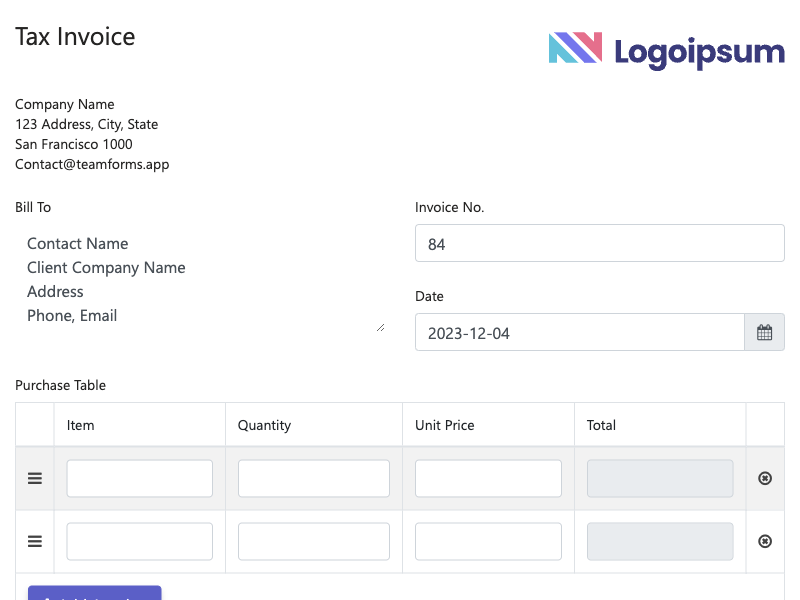 Tax Invoice
Logoipsum
Company Name
123 Address, City, State
San Francisco 1000
Contact@teamforms.app
Bill To
Contact Name
Client Company Name
Address
Phone, Email
Invoice No.
84
Date
2023-12-04
Purchase Table
Item Quantity Unit Price Total